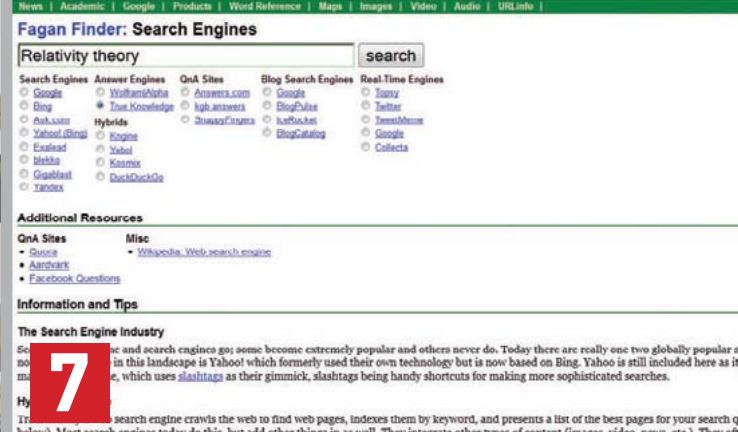 News | Academic | Google | Products | Word Reference | Maps | Images | Video | Audio | URLinfo |
Fagan Finder: Search Engines
Relativity theory search
Search Engines Answer Engines QnA Sites Blog Search Engines Real-Time Engines
Google WolframAlpha Answers.com Google Topsy
Bing True Knowledge kgb answers BlogPulse Twitter
Ask.com Hybrids SnappyFingers IceRocket TweetMeme
Yahoo! (Bing) Kngine BlogCatalog Google
Exalead Yebol Collecta
blekko Kosmix
Gigablast DuckDuckGo
Yandex
Additional Resources
QnA Sites Misc
• Quora • Wikipedia: Web search engine
• Aardvark
• Facebook Questions
Information and Tips
The Search Engine Industry
ne and search engines go; some become extremely popular and others never do. Today there are really one two globally popular
no in this landscape is Yahoo! which formerly used their own technology but is now based on Bing. Yahoo is still included here as it
ma e, which uses slashtags as their gimmick, slashtags being handy shortcuts for making more sophisticated searches.
7
Hy
Tra search engine crawls the web to find web pages, indexes them by keyword, and presents a list of the best pages for your search q
below). Most search engines today do this, but add other things in as well. They integrate other types of content (images, video, news, etc.). They